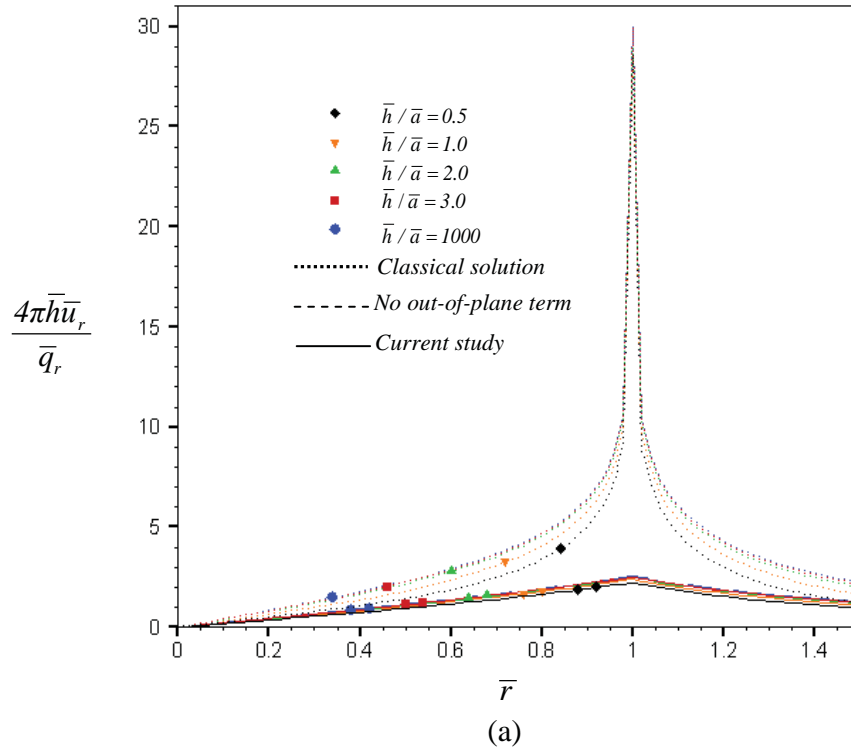 30
25
20
15
10
5
0
h̅ / a̅ = 0.5
h̅ / a̅ = 1.0
h̅ / a̅ = 2.0
h̅ / a̅ = 3.0
h̅ / a̅ = 1000
Classical solution
No out-of-plane term
Current study
4πh̅u̅ᵣ
q̅ᵣ
0 0.2 0.4 0.6 0.8 1 1.2 1.4
r̅
(a)